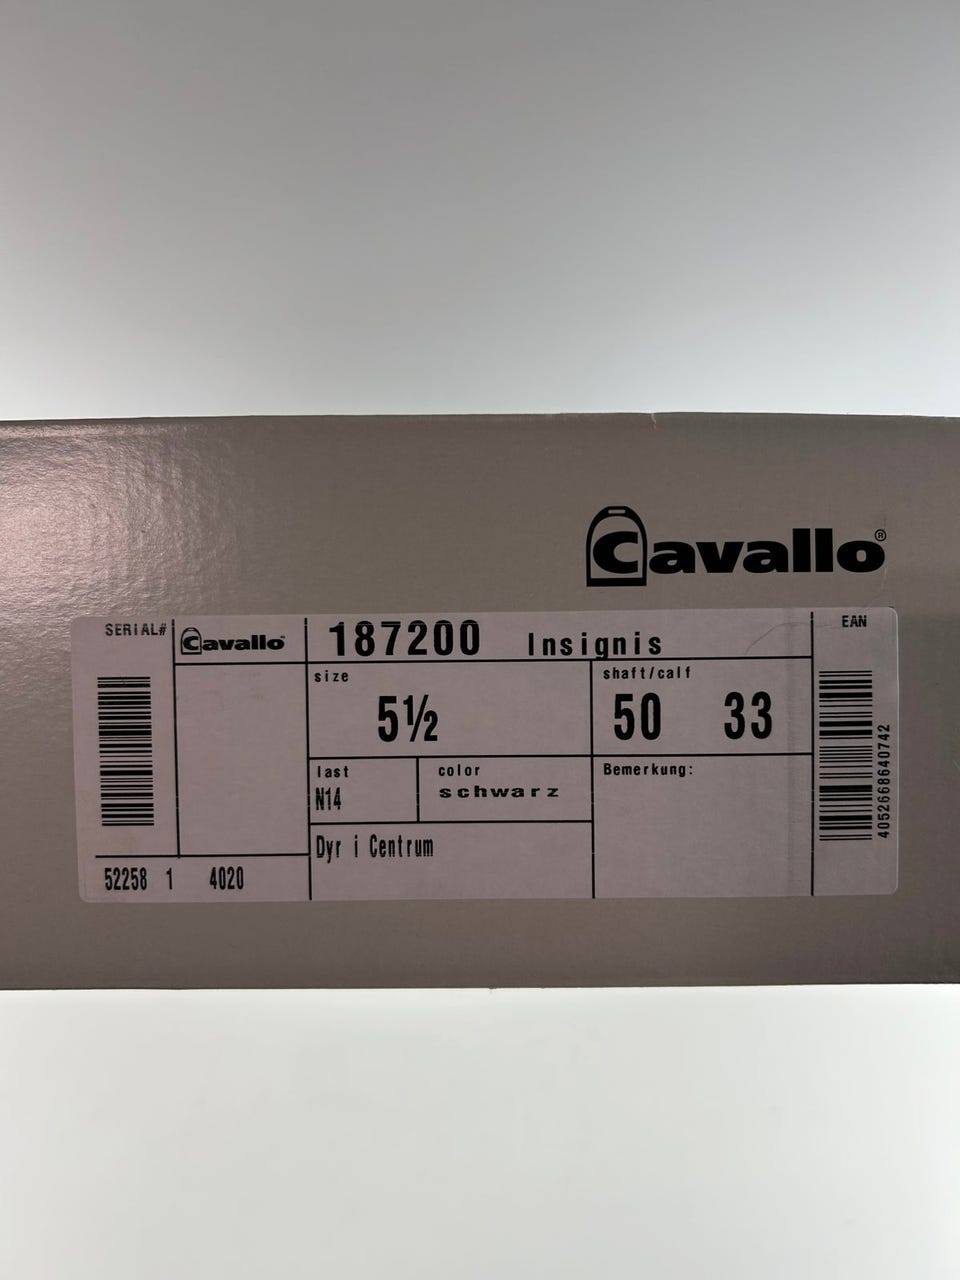 Cavallo®
SERIAL#
Cavallo
187200 Insignis
EAN
size
5½
shaft/calf
50 33
last
N14
color
schwarz
Bemerkung:
Dyr i Centrum
52258 1 4020
4052668640742